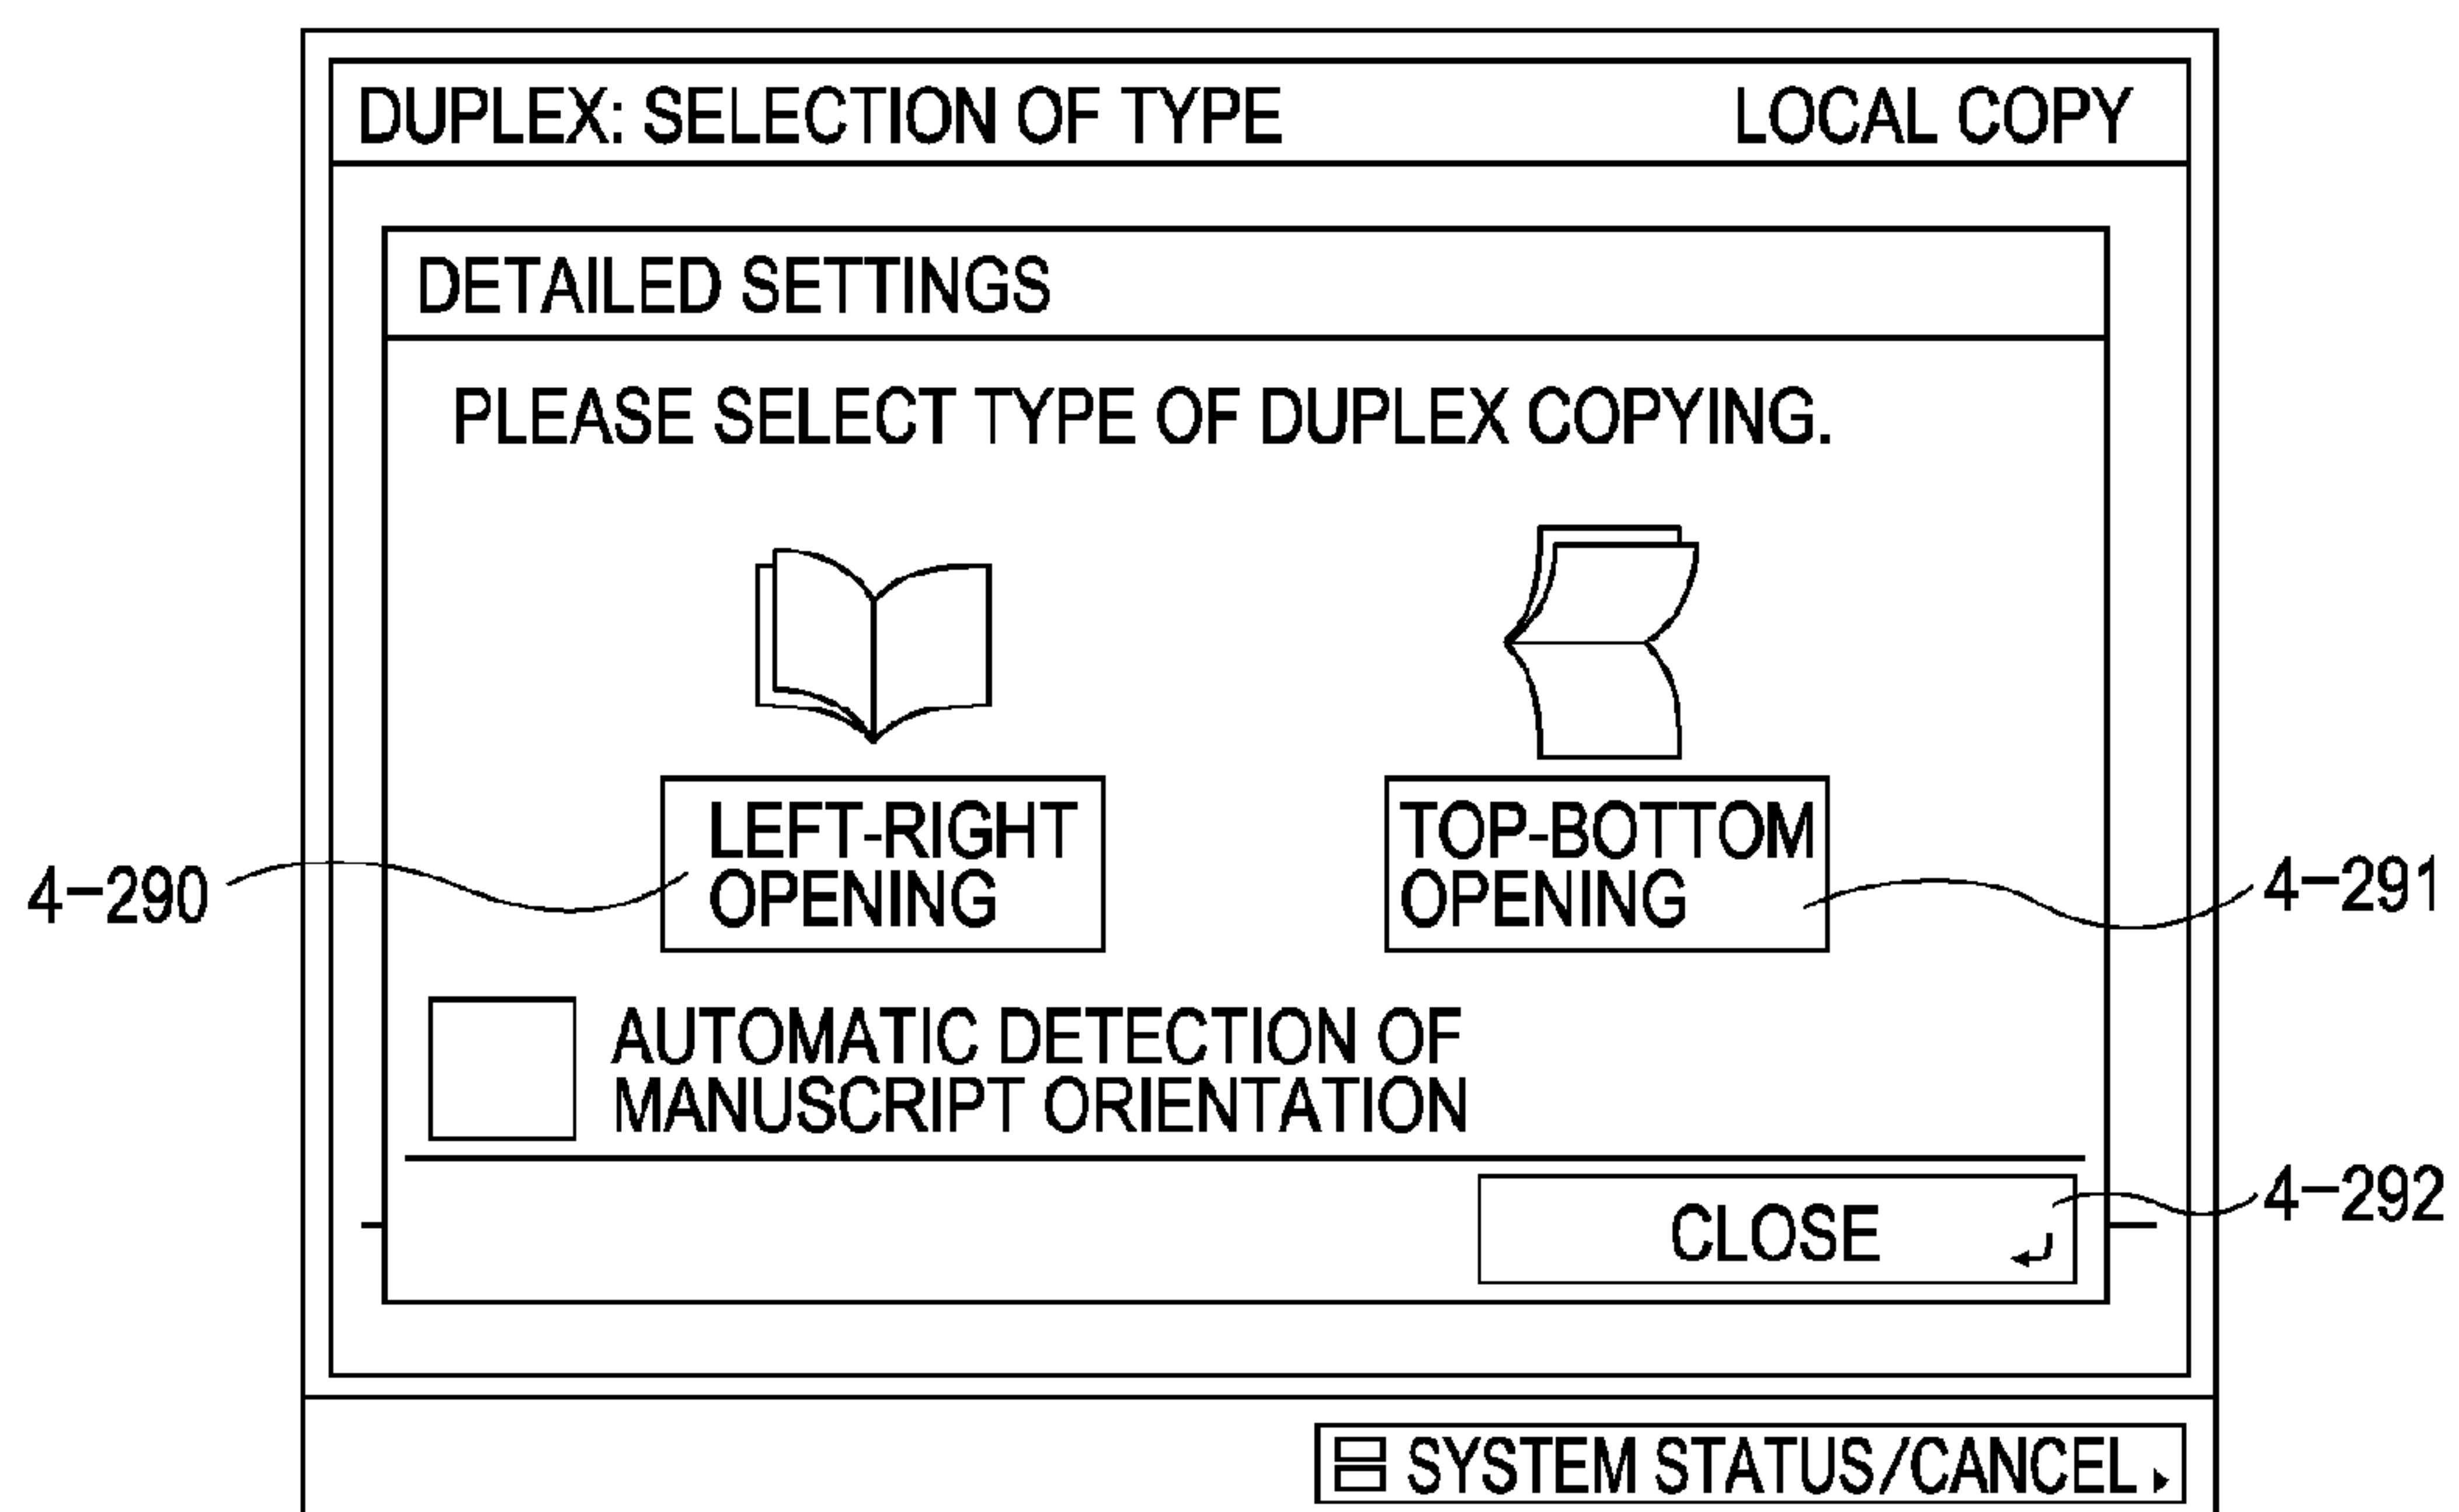 DUPLEX: SELECTION OF TYPE LOCAL COPY
DETAILED SETTINGS
PLEASE SELECT TYPE OF DUPLEX COPYING.
LEFT-RIGHT
OPENING
TOP-BOTTOM
OPENING
4-290
4-291
AUTOMATIC DETECTION OF
MANUSCRIPT ORIENTATION
CLOSE
4-292
SYSTEM STATUS/CANCEL